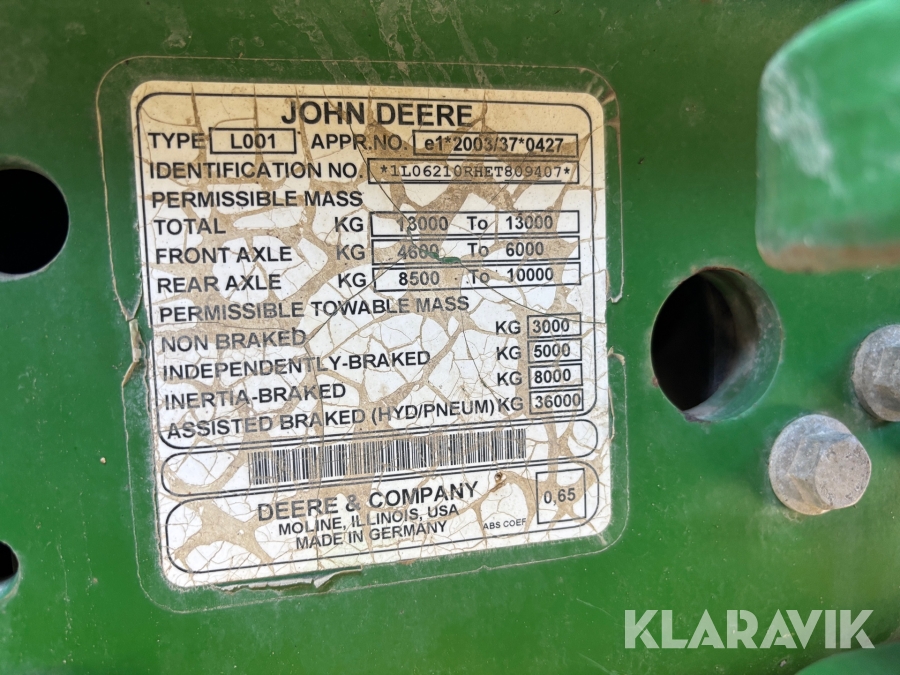 JOHN DEERE
TYPE L001 APPR.NO. e1*2003/37*0427
IDENTIFICATION NO. *1L06210RHET809407*
PERMISSIBLE MASS
TOTAL KG 13000 To 13000
FRONT AXLE KG 4600 To 6000
REAR AXLE KG 8500 To 10000
PERMISSIBLE TOWABLE MASS
NON BRAKED KG 3000
INDEPENDENTLY-BRAKED KG 5000
INERTIA-BRAKED KG 8000
ASSISTED BRAKED (HYD/PNEUM) KG 36000
DEERE & COMPANY
MOLINE, ILLINOIS, USA
MADE IN GERMANY
ABS COEF 0,65
KLARAVIK